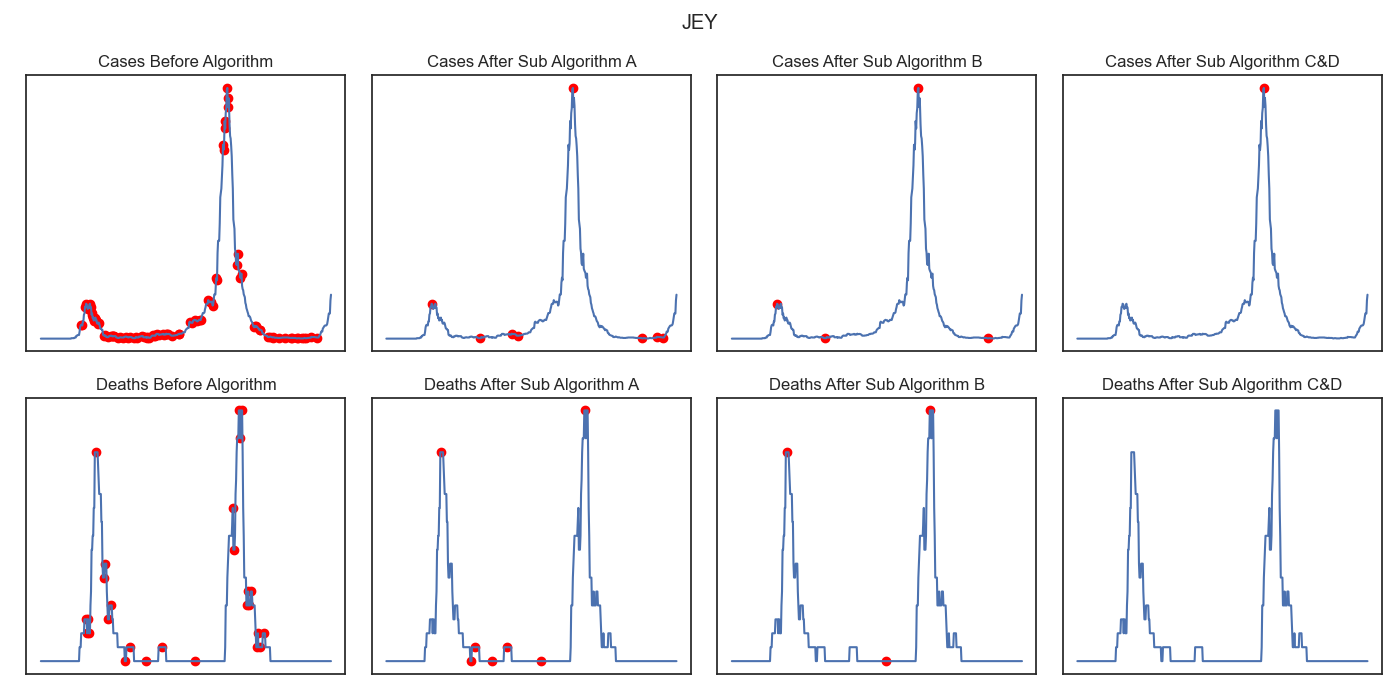 JEY
Cases Before Algorithm
Cases After Sub Algorithm A
Cases After Sub Algorithm B
Cases After Sub Algorithm C&D
Deaths Before Algorithm
Deaths After Sub Algorithm A
Deaths After Sub Algorithm B
Deaths After Sub Algorithm C&D